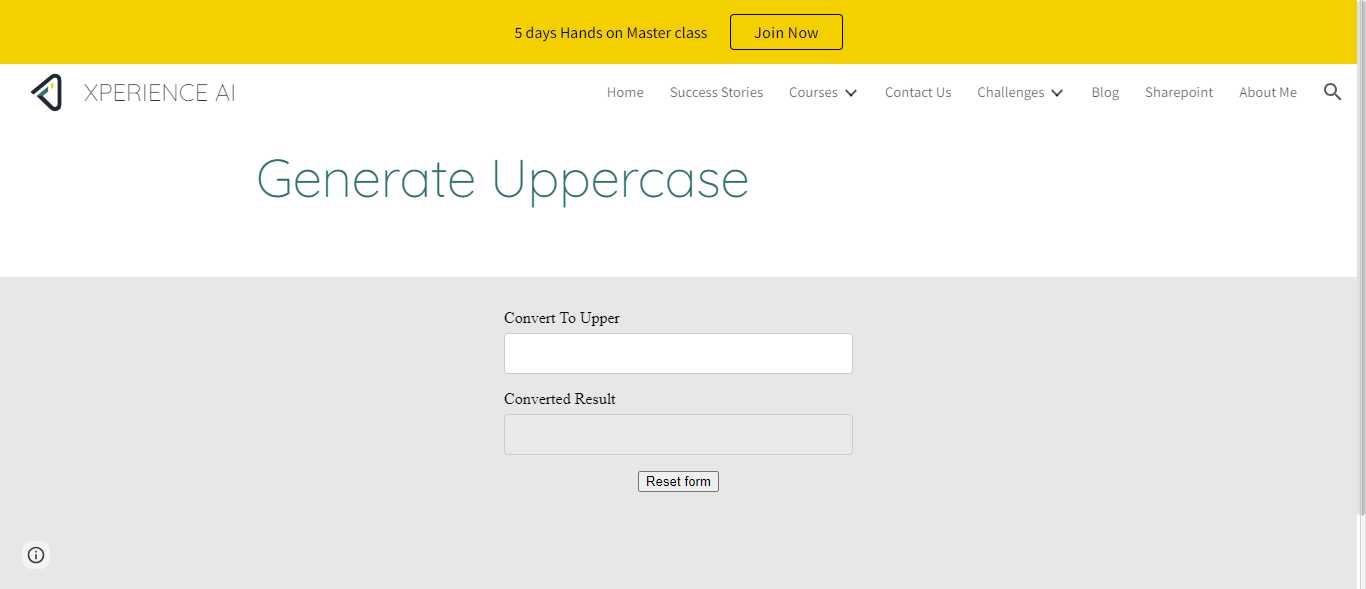 5 days Hands on Master class Join Now
XPERIENCE AI Home Success Stories Courses Contact Us Challenges Blog Sharepoint About Me
Generate Uppercase
Convert To Upper
Converted Result
Reset form